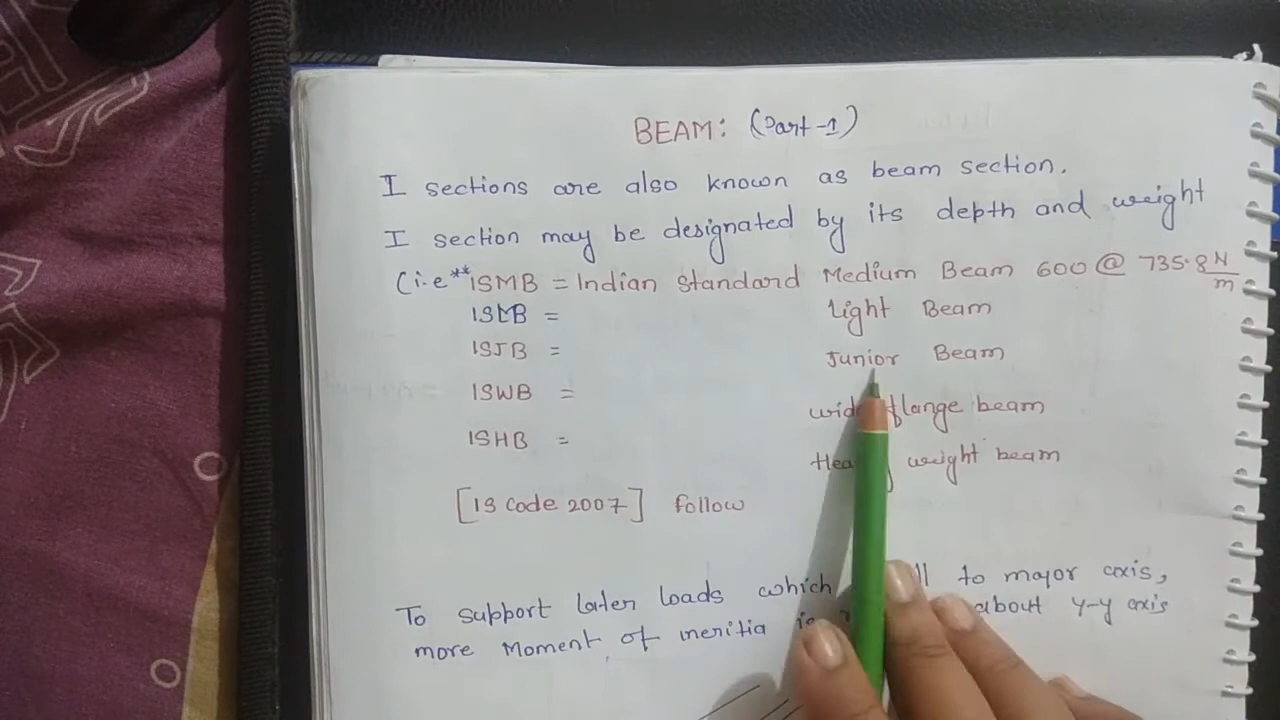 BEAM: (Part-1)
I sections are also known as beam section.
I section may be designated by its depth and weight
(i.e **ISMB = Indian Standard Medium Beam 600 @ 735.8 N/m
ISLB = Light Beam
ISJB = Junior Beam
ISWB = flange beam
ISHB = weight beam
[IS Code 2007] follow
To support later loads which to major axis,
more Moment of ineritia about y-y axis